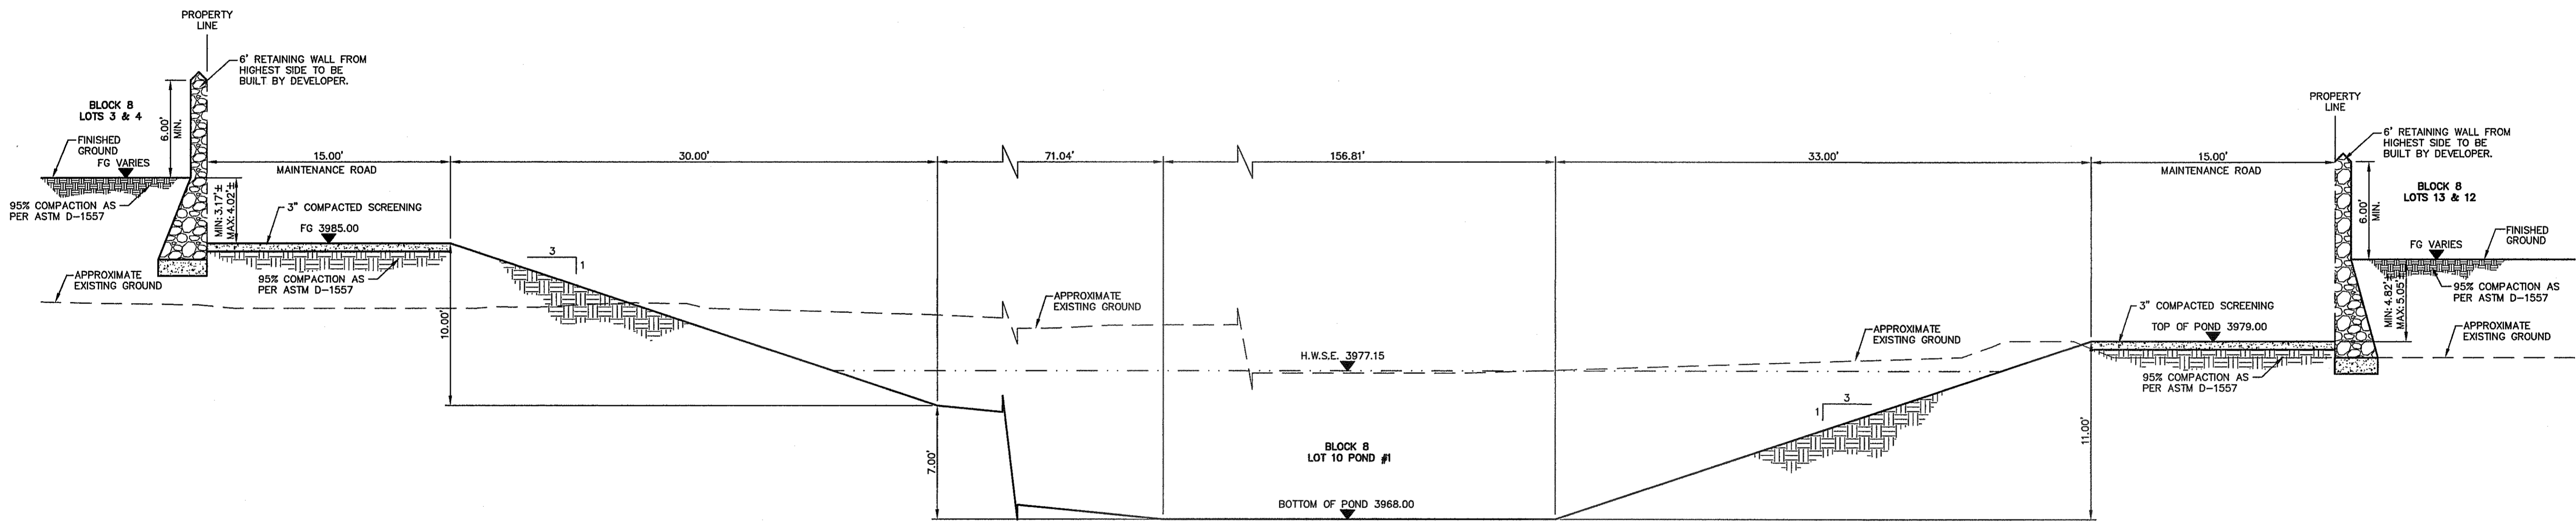 PROPERTY
LINE
6' RETAINING WALL FROM
HIGHEST SIDE TO BE
BUILT BY DEVELOPER.
BLOCK 8
LOTS 3 & 4
6.00'
MIN.
FINISHED
GROUND
FG VARIES
95% COMPACTION AS
PER ASTM D-1557
MIN: 3.17'±
MAX: 4.02'±
15.00'
MAINTENANCE ROAD
3" COMPACTED SCREENING
FG 3985.00
95% COMPACTION AS
PER ASTM D-1557
APPROXIMATE
EXISTING GROUND
30.00'
3
1
10.00'
71.04'
APPROXIMATE
EXISTING GROUND
7.00'
156.81'
H.W.S.E. 3977.15
BLOCK 8
LOT 10 POND #1
BOTTOM OF POND 3968.00
33.00'
APPROXIMATE
EXISTING GROUND
3
1
11.00'
15.00'
MAINTENANCE ROAD
3" COMPACTED SCREENING
TOP OF POND 3979.00
95% COMPACTION AS
PER ASTM D-1557
PROPERTY
LINE
6' RETAINING WALL FROM
HIGHEST SIDE TO BE
BUILT BY DEVELOPER.
BLOCK 8
LOTS 13 & 12
6.00'
MIN.
FG VARIES
FINISHED
GROUND
MIN: 4.82'±
MAX: 5.05'±
95% COMPACTION AS
PER ASTM D-1557
APPROXIMATE
EXISTING GROUND